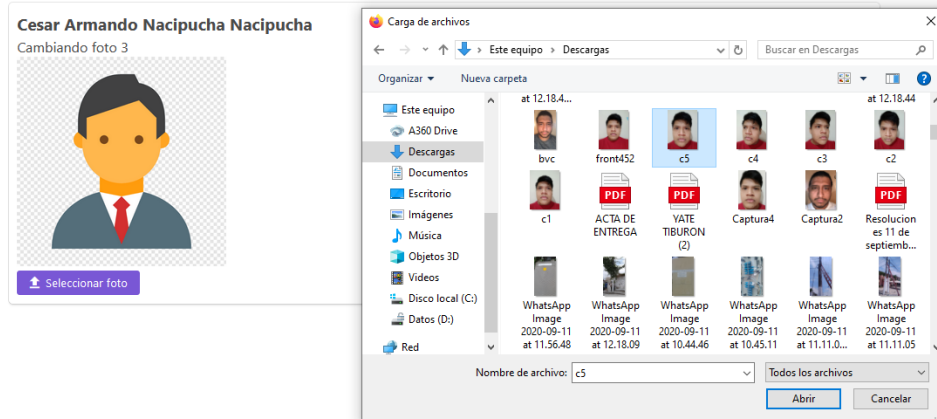 Cesar Armando Nacipucha Nacipucha
Cambiando foto 3
Seleccionar foto
Carga de archivos
Este equipo > Descargas
Buscar en Descargas
Organizar
Nueva carpeta
Este equipo
A360 Drive
Descargas
Documentos
Escritorio
Imágenes
Música
Objetos 3D
Videos
Disco local (C:)
Datos (D:)
Red
at 12.18.4...
at 12.18.44
bvc
front452
c5
c4
c3
c2
PDF
PDF
PDF
c1
ACTA DE
ENTREGA
YATE
TIBURON
(2)
Captura4
Captura2
Resolucion
es 11 de
septiemb...
WhatsApp
Image
2020-09-11
at 11.56.48
WhatsApp
Image
2020-09-11
at 12.18.09
WhatsApp
Image
2020-09-11
at 10.44.46
WhatsApp
Image
2020-09-11
at 10.45.11
WhatsApp
Image
2020-09-11
at 11.11.0...
WhatsApp
Image
2020-09-11
at 11.11.05
Nombre de archivo:
c5
Todos los archivos
Abrir
Cancelar